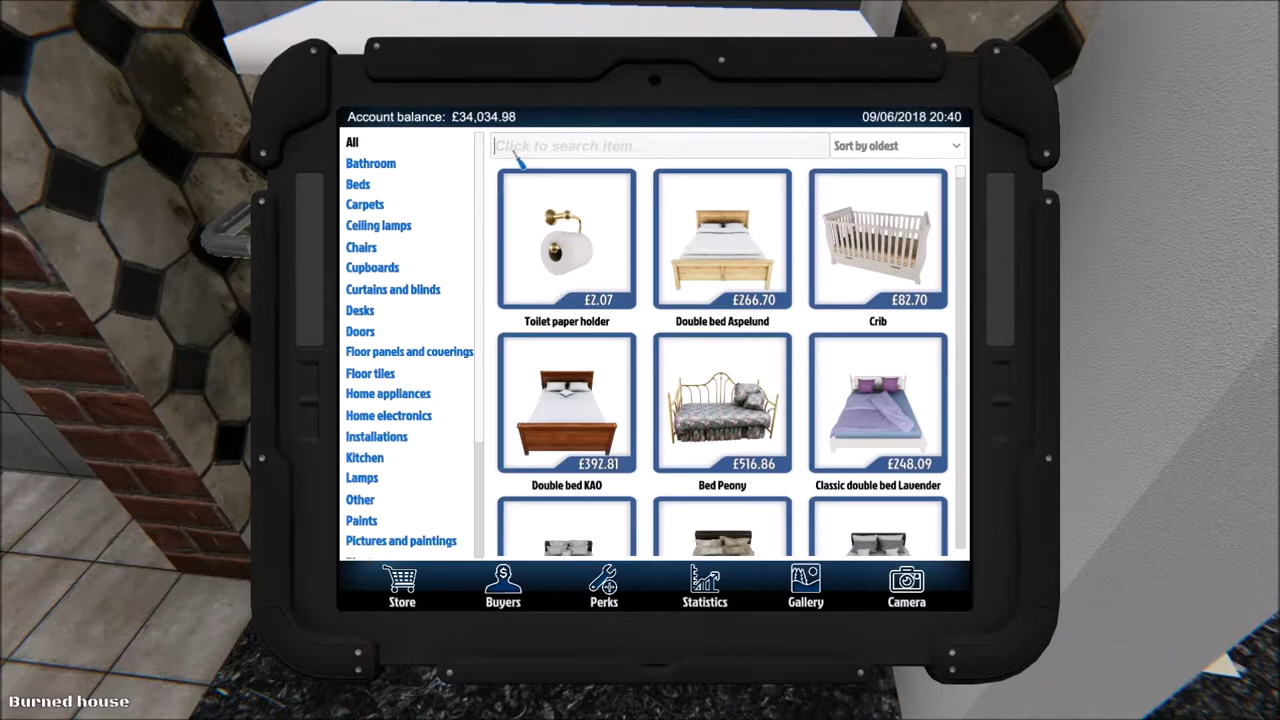 Account balance: £34,034.98
09/06/2018 20:40
All
Bathroom
Beds
Carpets
Ceiling lamps
Chairs
Cupboards
Curtains and blinds
Desks
Doors
Floor panels and coverings
Floor tiles
Home appliances
Home electronics
Installations
Kitchen
Lamps
Other
Paints
Pictures and paintings
Click to search item...
Sort by oldest
£2.07
£266.70
£82.70
Toilet paper holder
Double bed Aspelund
Crib
£392.81
£516.86
£248.09
Double bed KAO
Bed Peony
Classic double bed Lavender
Store
Buyers
Perks
Statistics
Gallery
Camera
Burned house